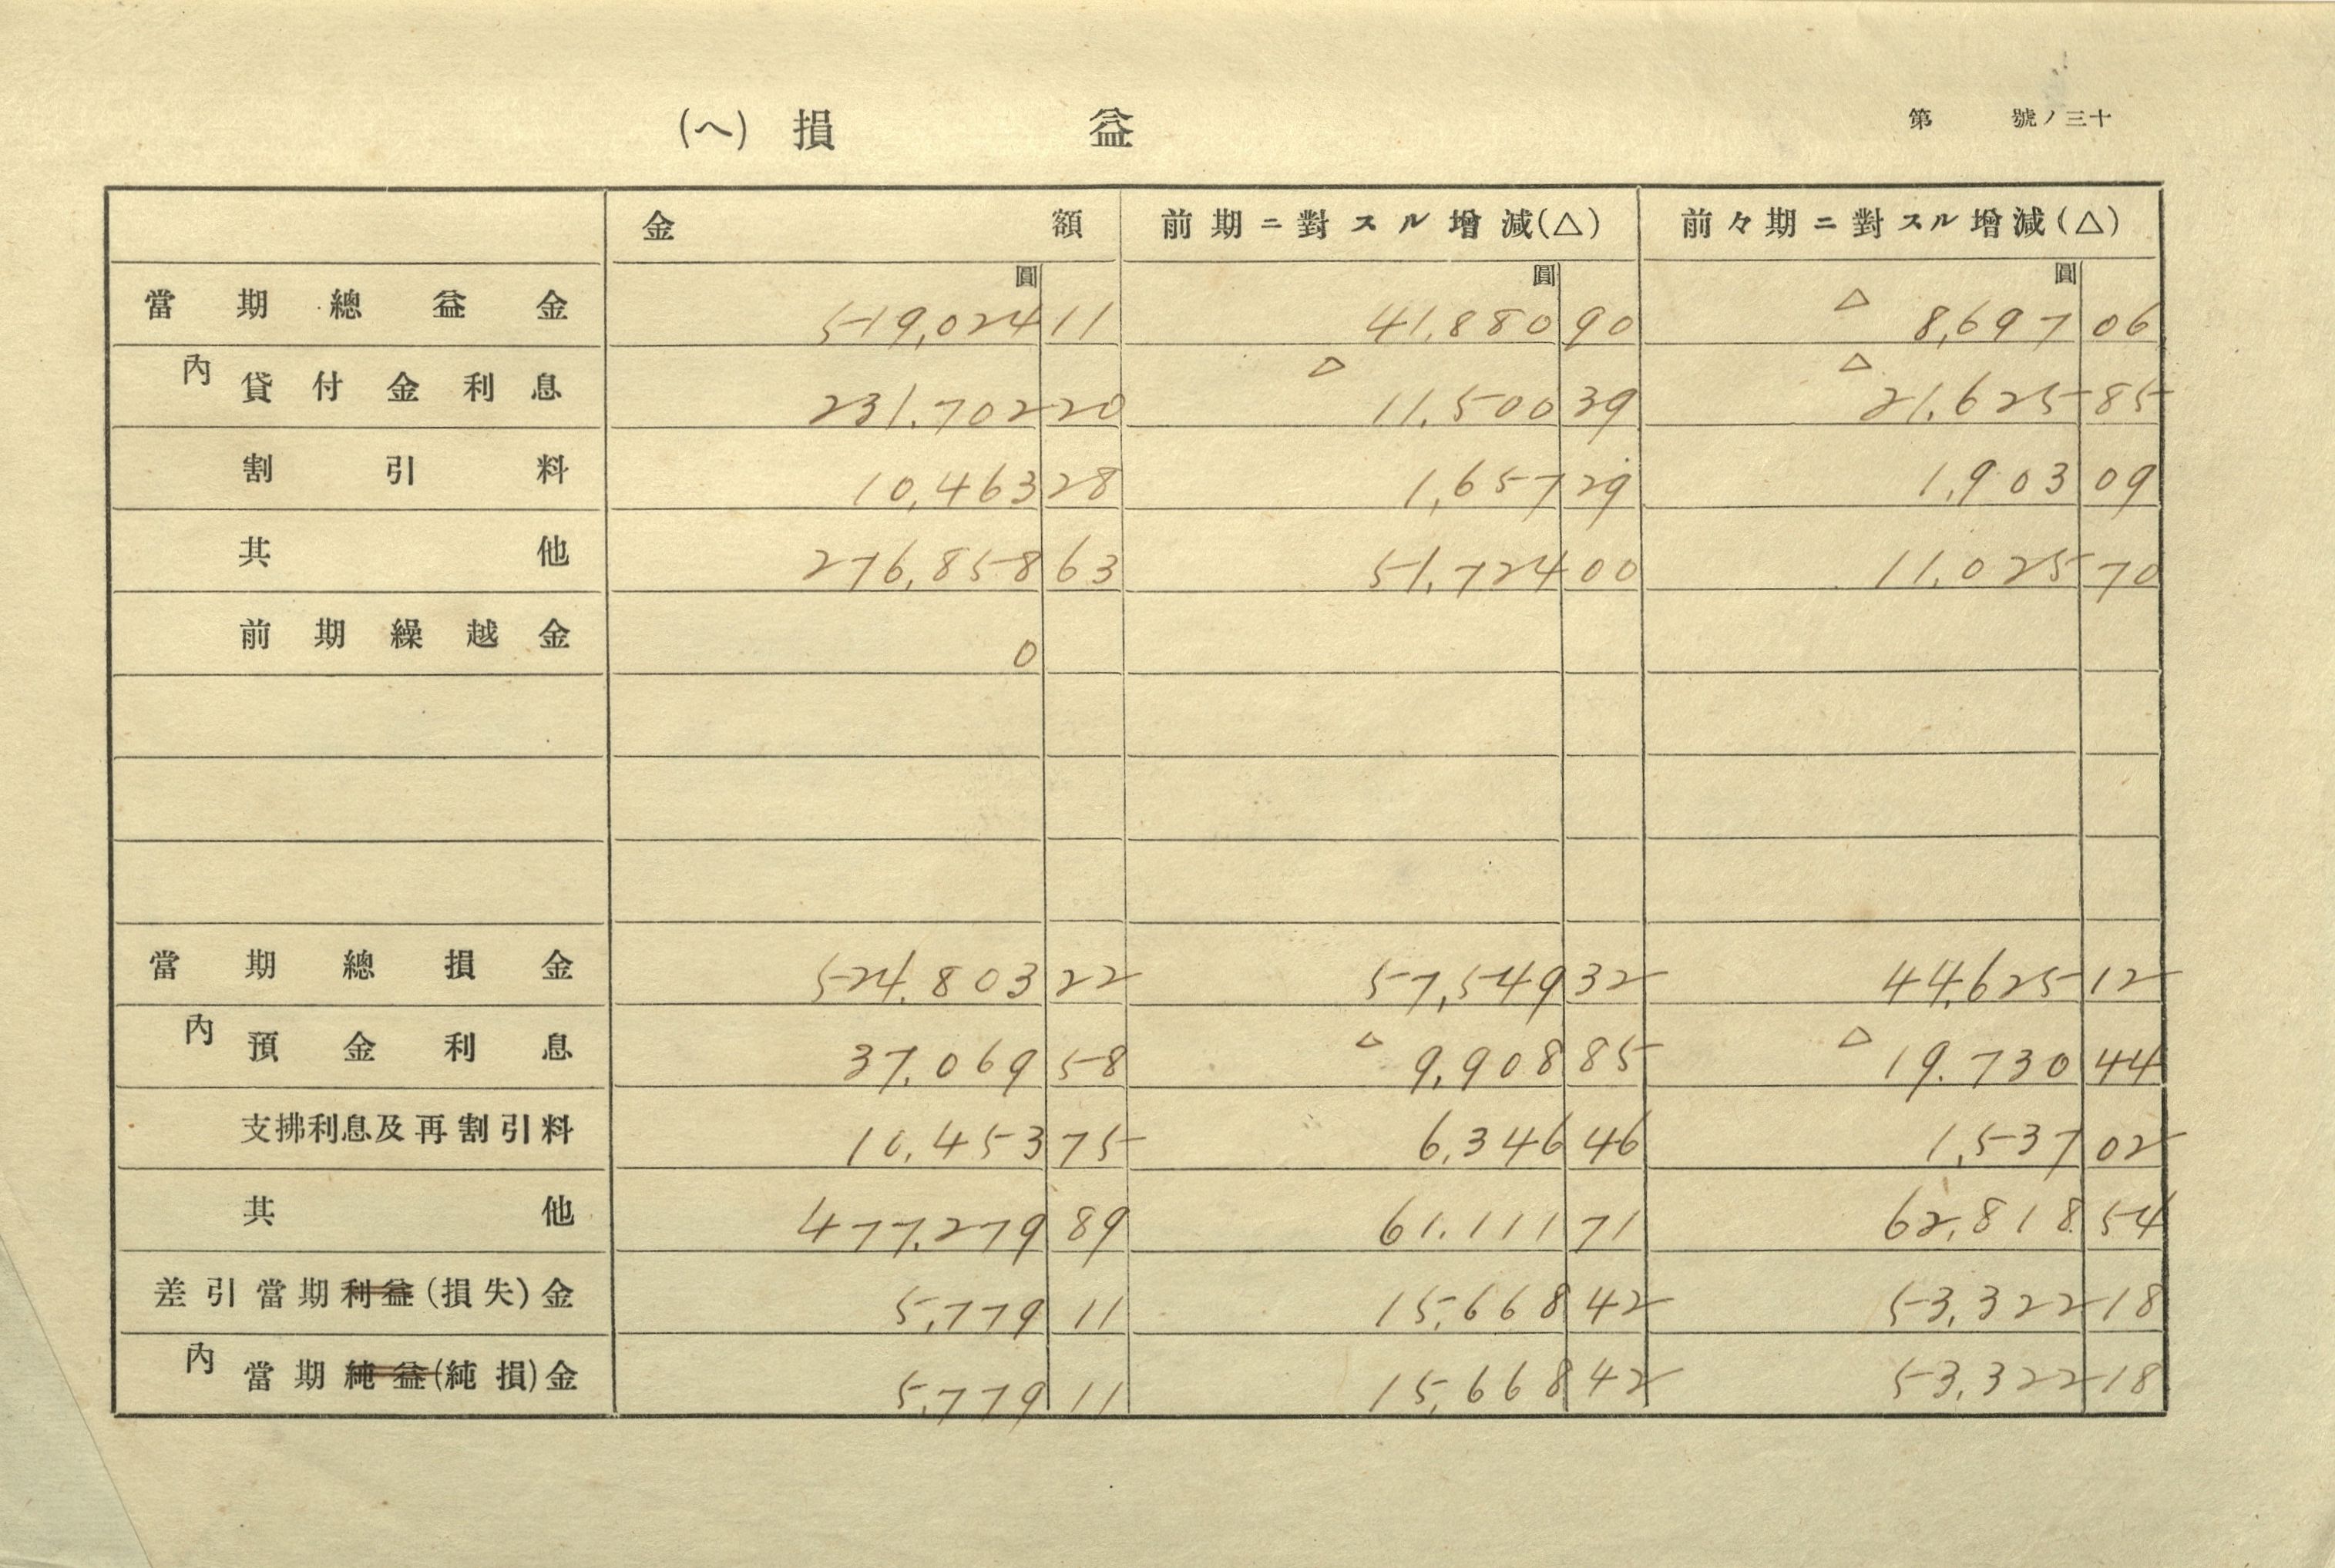 (ヘ) 損益 第 號ノ三十
金額 前期ニ對スル增減(△) 前々期ニ對スル增減(△)
圓 圓 圓
當期總益金 519,024 11 41,880 90 △ 8,697 06
內 貸付金利息 231,702 20 △ 11,500 39 △ 21,625 85
割引料 10,463 28 1,657 29 1,903 09
其他 276,858 63 51,724 00 11,025 70
前期繰越金 0
當期總損金 524,803 22 57,549 32 44,625 12
內 預金利息 37,069 58 △ 9,908 85 △ 19,730 44
支拂利息及再割引料 10,453 75 6,346 46 1,537 02
其他 477,279 89 61,111 71 62,818 54
差引當期利益(損失)金 5,779 11 15,668 42 53,322 18
內 當期純益(純損)金 5,779 11 15,668 42 53,322 18